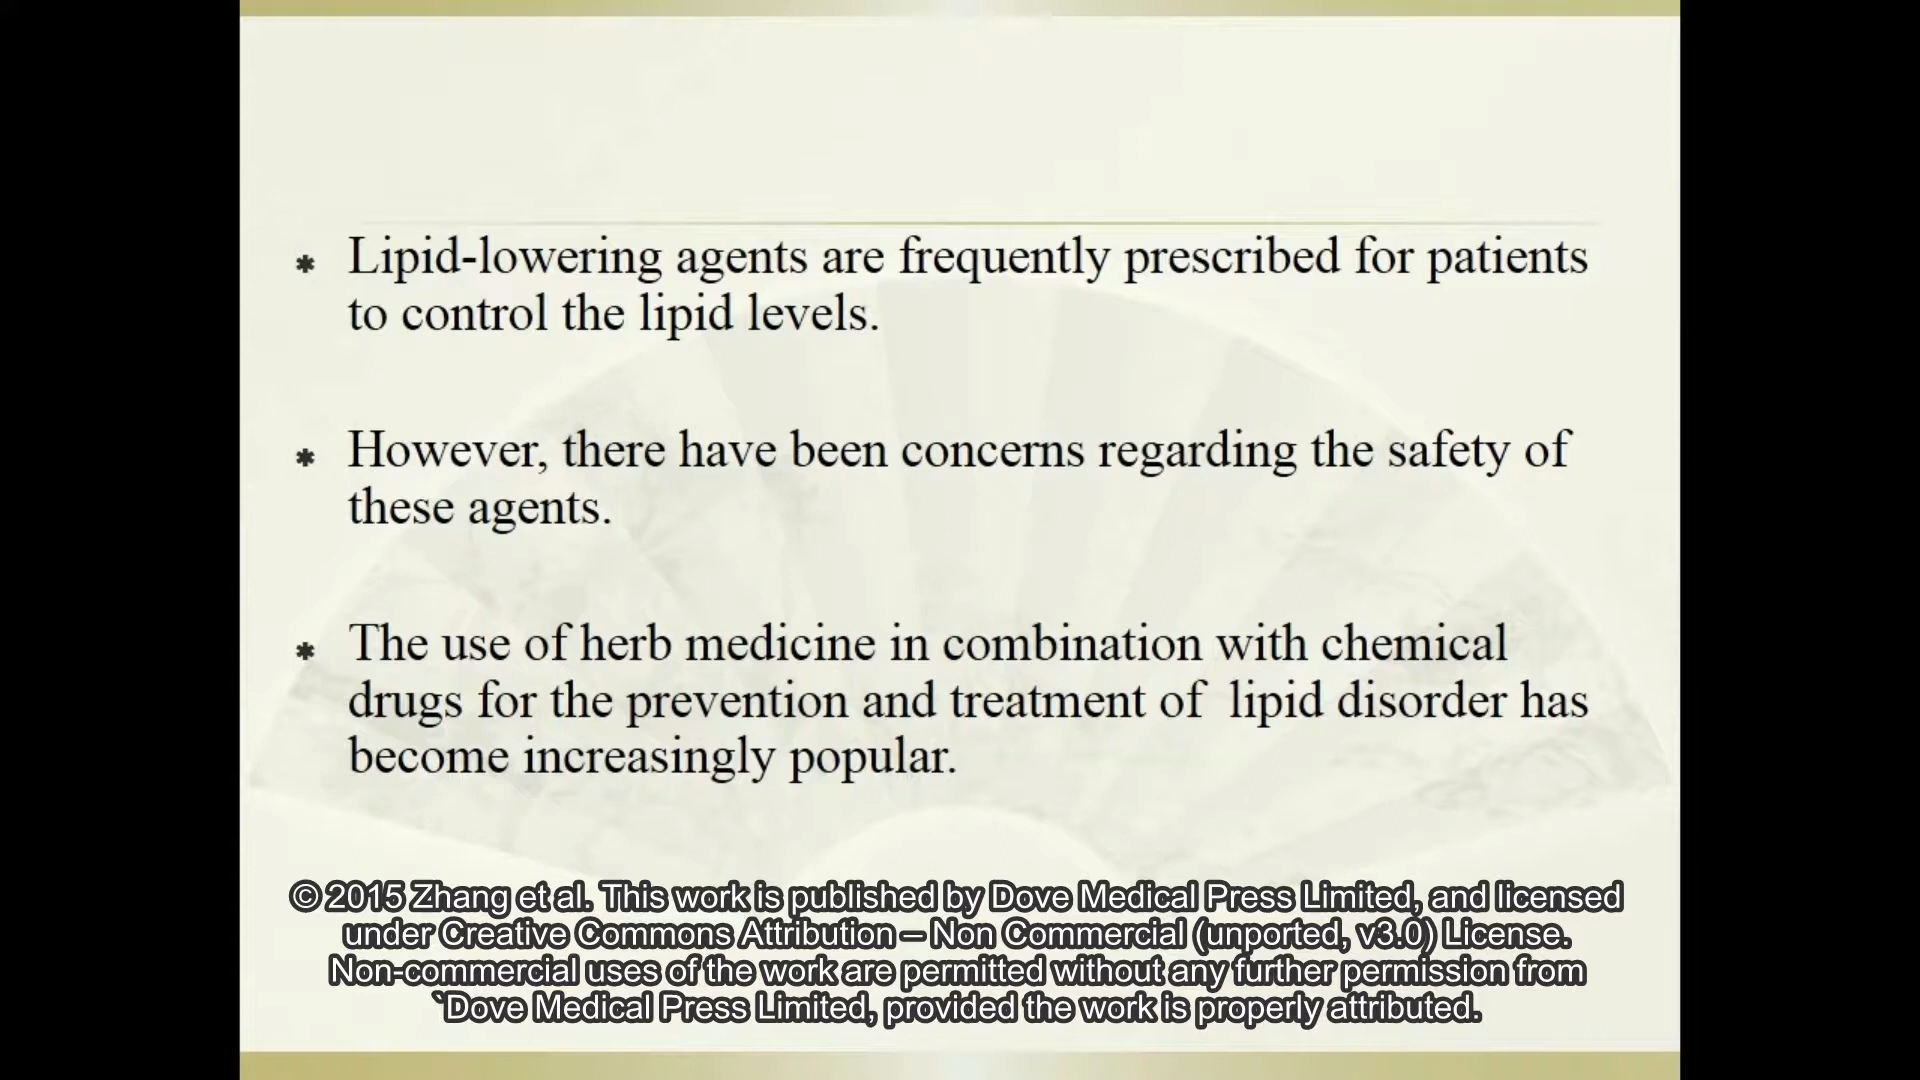 * Lipid-lowering agents are frequently prescribed for patients
to control the lipid levels.
* However, there have been concerns regarding the safety of
these agents.
* The use of herb medicine in combination with chemical
drugs for the prevention and treatment of  lipid disorder has
become increasingly popular.
© 2015 Zhang et al. This work is published by Dove Medical Press Limited, and licensed
under Creative Commons Attribution – Non Commercial (unported, v3.0) License.
Non-commercial uses of the work are permitted without any further permission from
`Dove Medical Press Limited, provided the work is properly attributed.